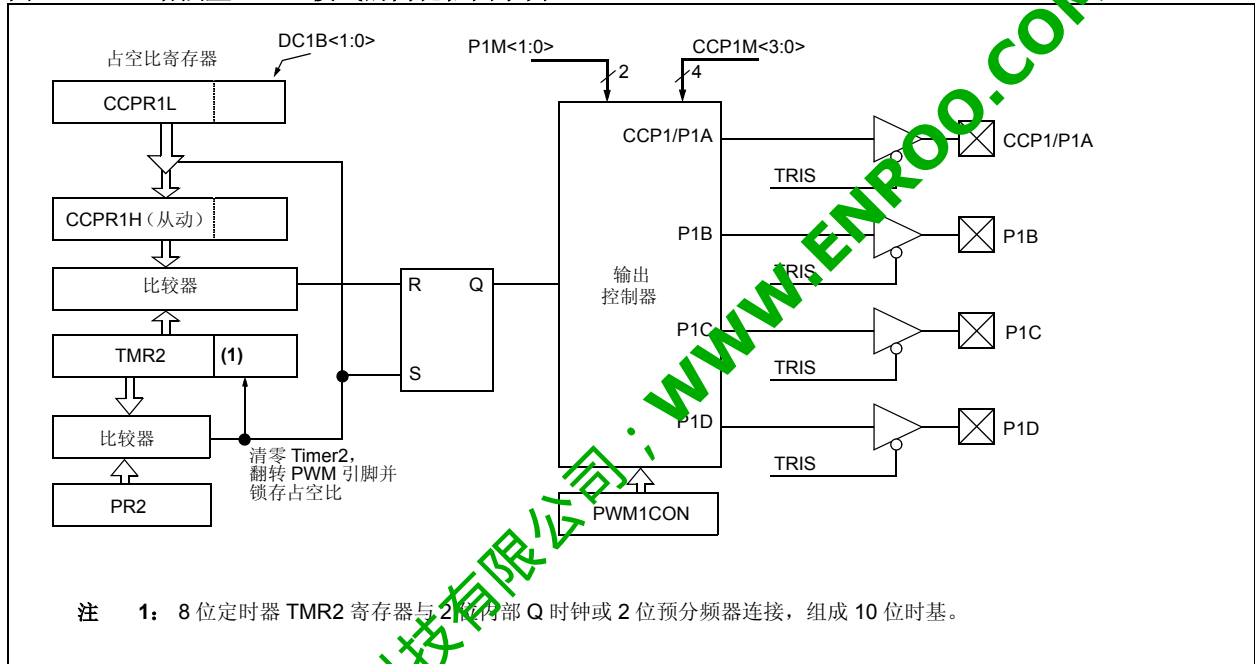 DC1B<1:0>
P1M<1:0>
CCP1M<3:0>
占空比寄存器
2
4
CCPR1L
CCP1/P1A
CCP1/P1A
TRIS
CCPR1H（从动）
P1B
P1B
比较器
R
Q
输出
控制器
TRIS
TMR2
(1)
P1C
P1C
S
TRIS
比较器
P1D
P1D
清零 Timer2，
翻转 PWM 引脚并
锁存占空比
TRIS
PR2
PWM1CON
注 1： 8 位定时器 TMR2 寄存器与 2 位内部 Q 时钟或 2 位预分频器连接，组成 10 位时基。
科技有限公司：WWW.ENROO.COM